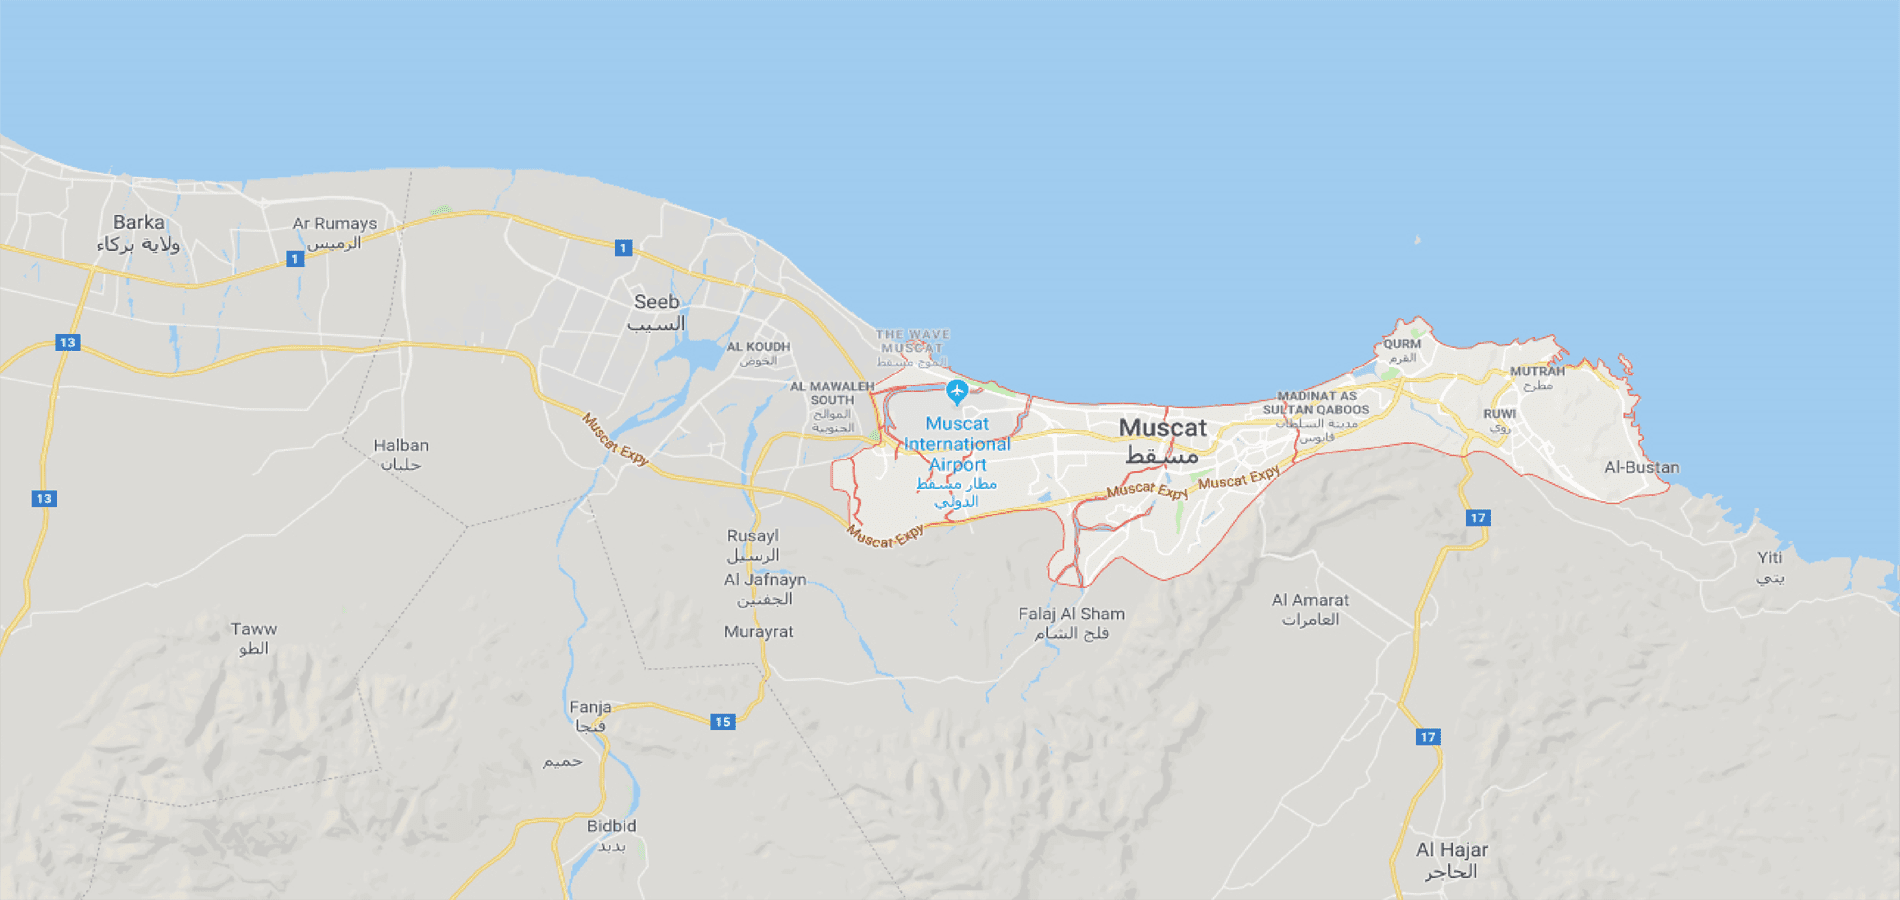 Barka
ولاية بركاء
Ar Rumays
الرميس
1
1
13
Seeb
السيب
AL KOUDH
الخوض
THE WAVE
MUSCAT
الموج مسقط
AL MAWALEH
SOUTH
الموالح
الجنوبية
Muscat
International
Airport
مطار مسقط
الدولي
Muscat
مسقط
MADINAT AS
SULTAN QABOOS
مدينة السلطان
قابوس
QURM
القرم
MUTRAH
مطرح
RUWI
روي
Al-Bustan
Halban
حلبان
Muscat Expy
Muscat Expy
Muscat Expy
Muscat Expy
13
17
Rusayl
الرسيل
Al Jafnayn
الجفنين
Murayrat
Yiti
يتي
Falaj Al Sham
فلج الشام
Al Amarat
العامرات
Taww
الطو
Fanja
فنجا
15
17
حميم
Bidbid
بدبد
Al Hajar
الحاجر